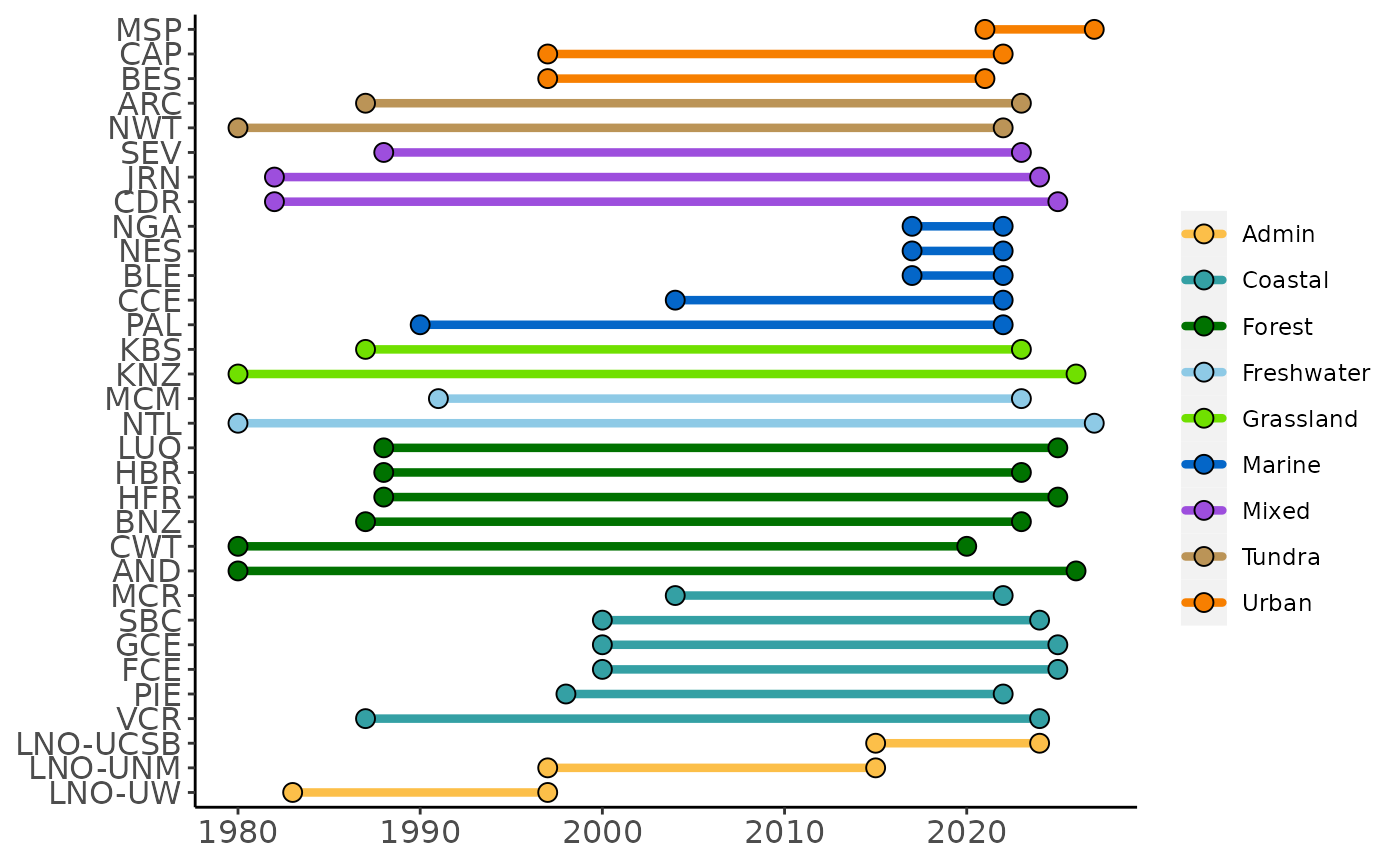 MSP
CAP
BES
ARC
NWT
SEV
JRN
CDR
NGA
NES
BLE
CCE
PAL
KBS
KNZ
MCM
NTL
LUQ
HBR
HFR
BNZ
CWT
AND
MCR
SBC
GCE
FCE
PIE
VCR
LNO-UCSB
LNO-UNM
LNO-UW
1980 1990 2000 2010 2020
Admin
Coastal
Forest
Freshwater
Grassland
Marine
Mixed
Tundra
Urban